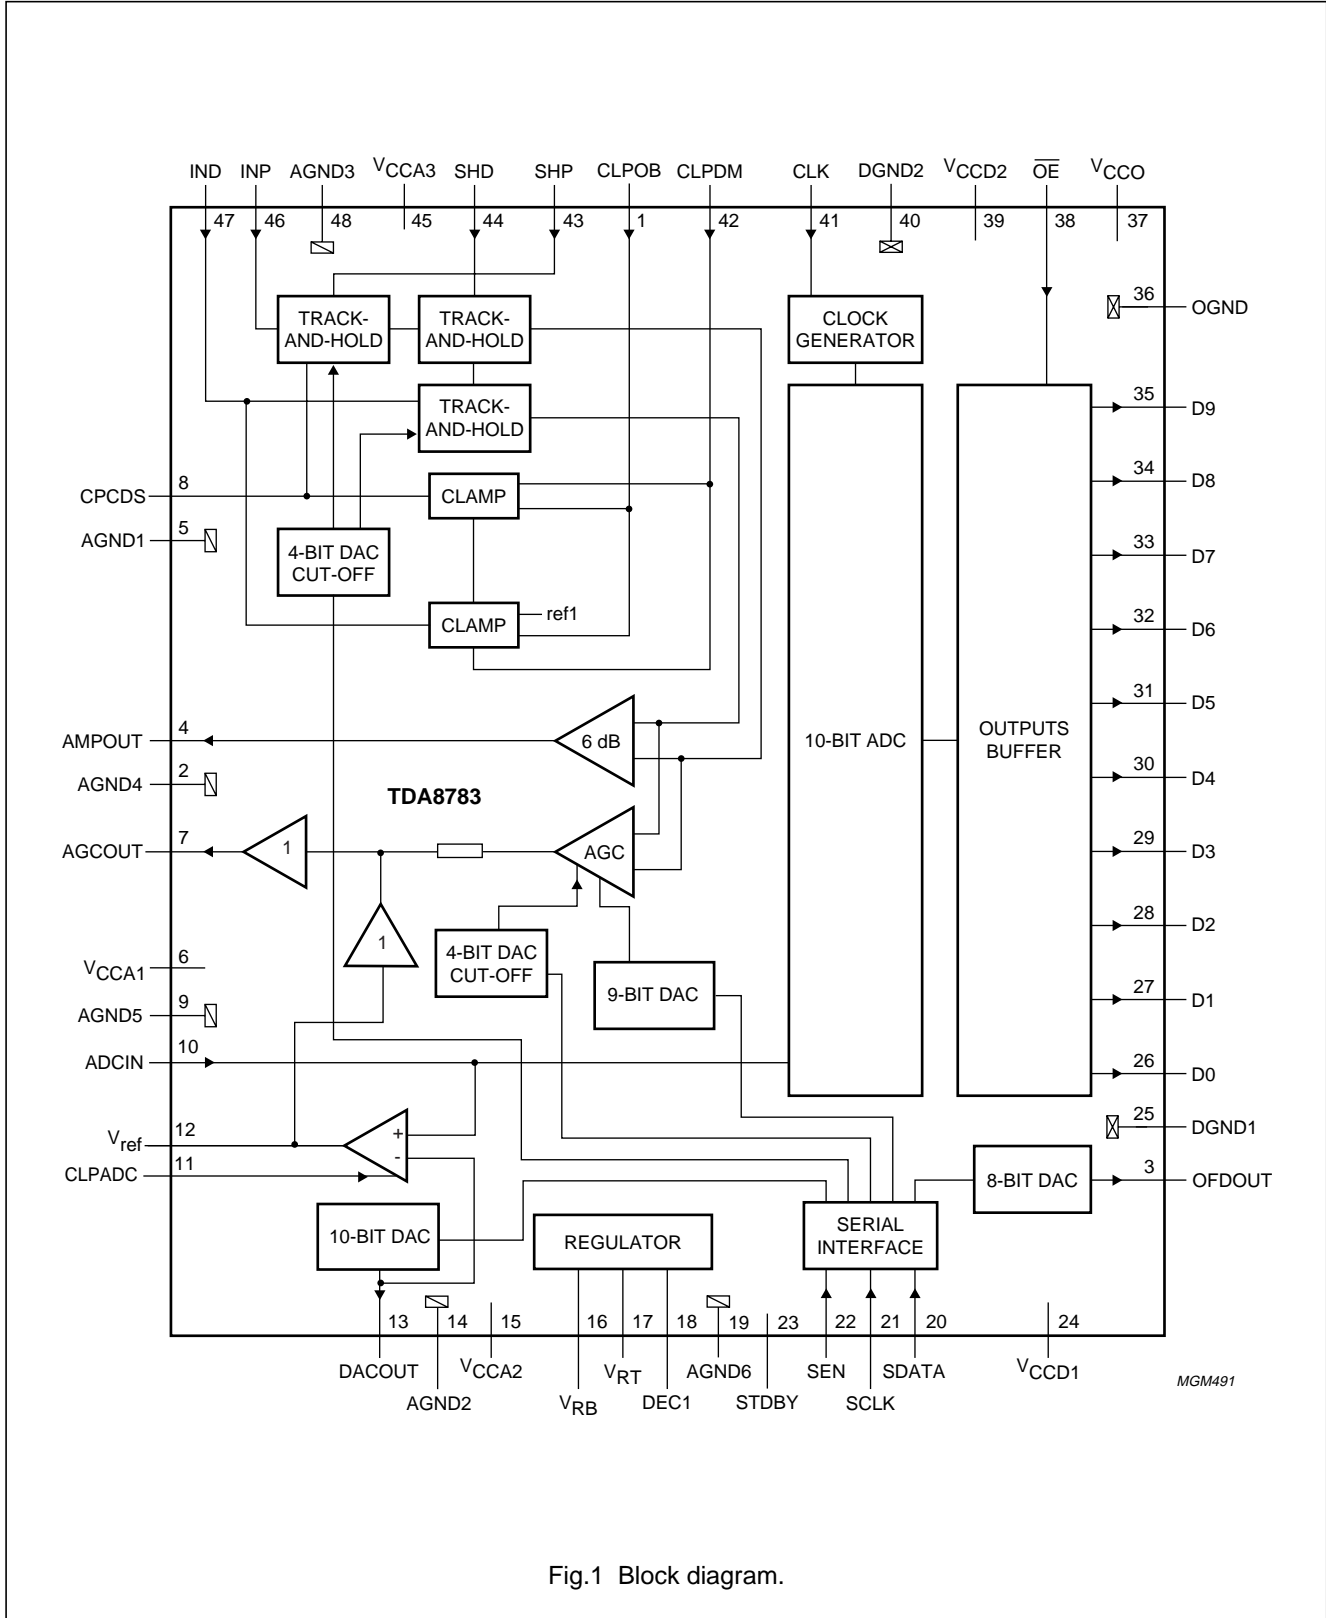 IND INP AGND3 VCCA3 SHD SHP CLPOB CLPDM CLK DGND2 VCCD2 OE VCCO
47 46 48 45 44 43 1 42 41 40 39 38 37
36 OGND
TRACK-
AND-HOLD
TRACK-
AND-HOLD
CLOCK
GENERATOR
TRACK-
AND-HOLD
35 D9
CPCDS 8
CLAMP
34 D8
AGND1 5
4-BIT DAC
CUT-OFF
33 D7
CLAMP
ref1
32 D6
31 D5
AMPOUT 4
6 dB
10-BIT ADC
OUTPUTS
BUFFER
AGND4 2
30 D4
TDA8783
AGCOUT 7
1
AGC
29 D3
1
4-BIT DAC
CUT-OFF
28 D2
VCCA1 6
9-BIT DAC
27 D1
AGND5 9
ADCIN 10
26 D0
Vref 12
+
-
25 DGND1
CLPADC 11
8-BIT DAC
3 OFDOUT
10-BIT DAC
REGULATOR
SERIAL
INTERFACE
13 14 15 16 17 18 19 23 22 21 20 24
DACOUT VCCA2 VRT AGND6 SEN SDATA VCCD1
AGND2 VRB DEC1 STDBY SCLK
MGM491
Fig.1 Block diagram.